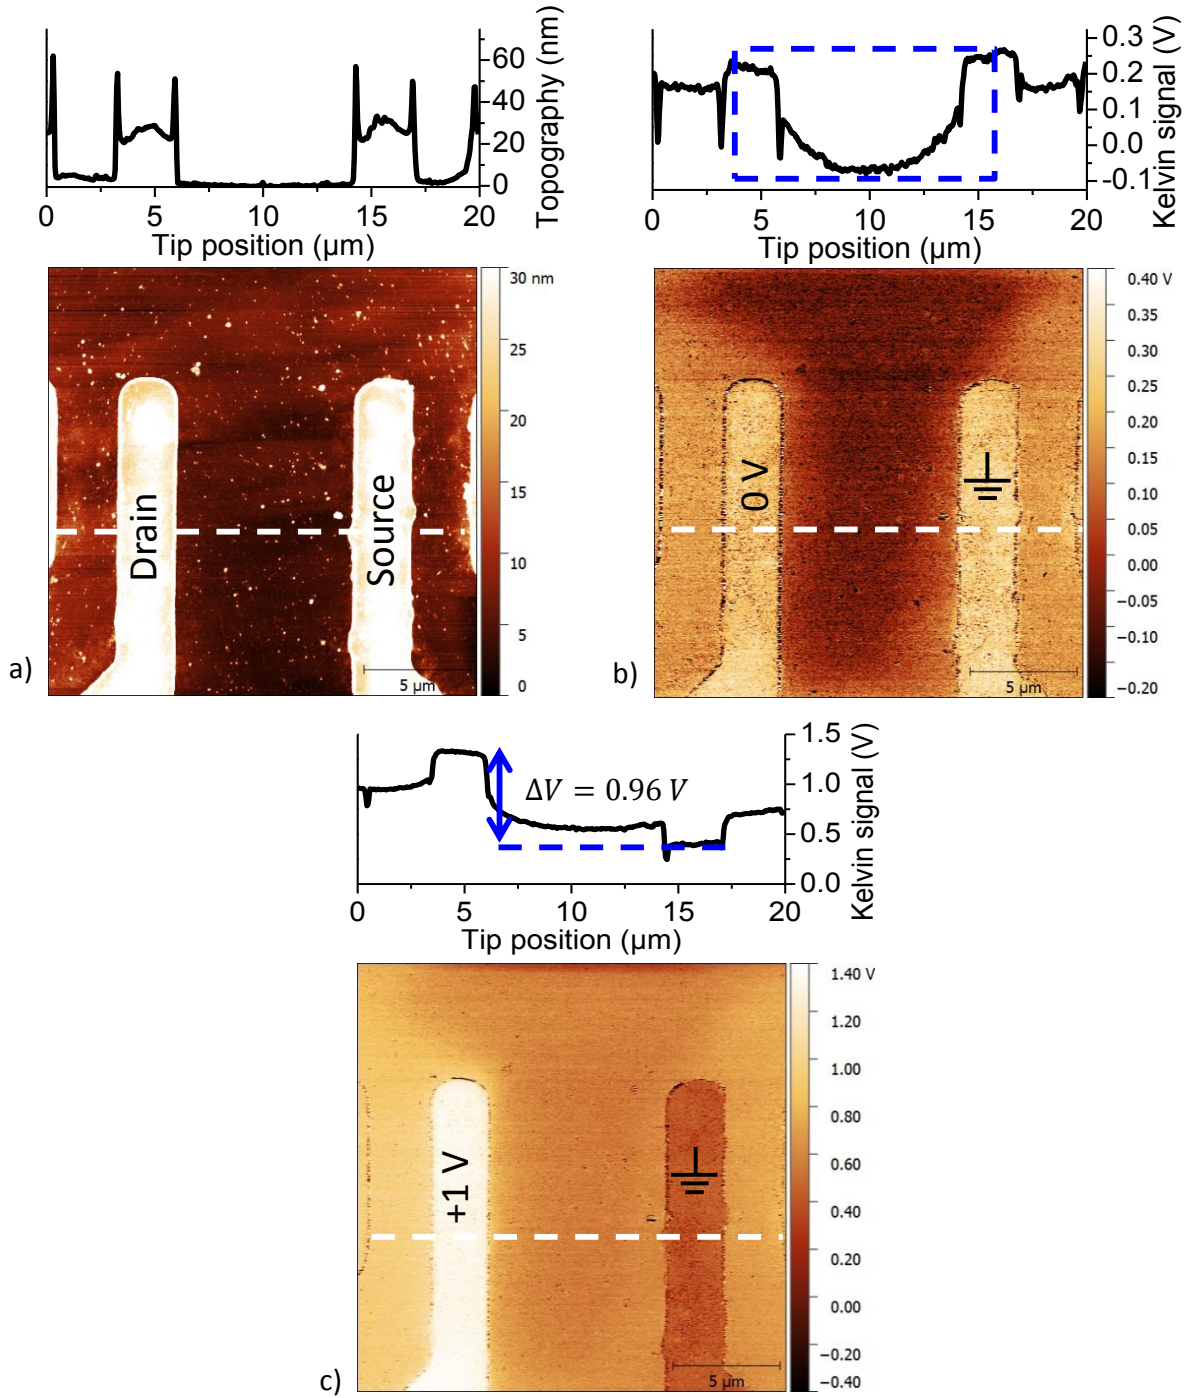 60
40
20
0
Topography (nm)
0 5 10 15 20
Tip position (µm)
0.3
0.2
0.1
0.0
-0.1
Kelvin signal (V)
0 5 10 15 20
Tip position (µm)
30 nm
25
20
15
10
5
0
Drain
Source
5 µm
a)
0.40 V
0.35
0.30
0.25
0.20
0.15
0.10
0.05
0.00
−0.05
−0.10
−0.15
−0.20
0 V
5 µm
b)
1.5
1.0
0.5
0.0
Kelvin signal (V)
ΔV = 0.96 V
0 5 10 15 20
Tip position (µm)
1.40 V
1.20
1.00
0.80
0.60
0.40
0.20
0.00
−0.20
−0.40
+1 V
5 µm
c)